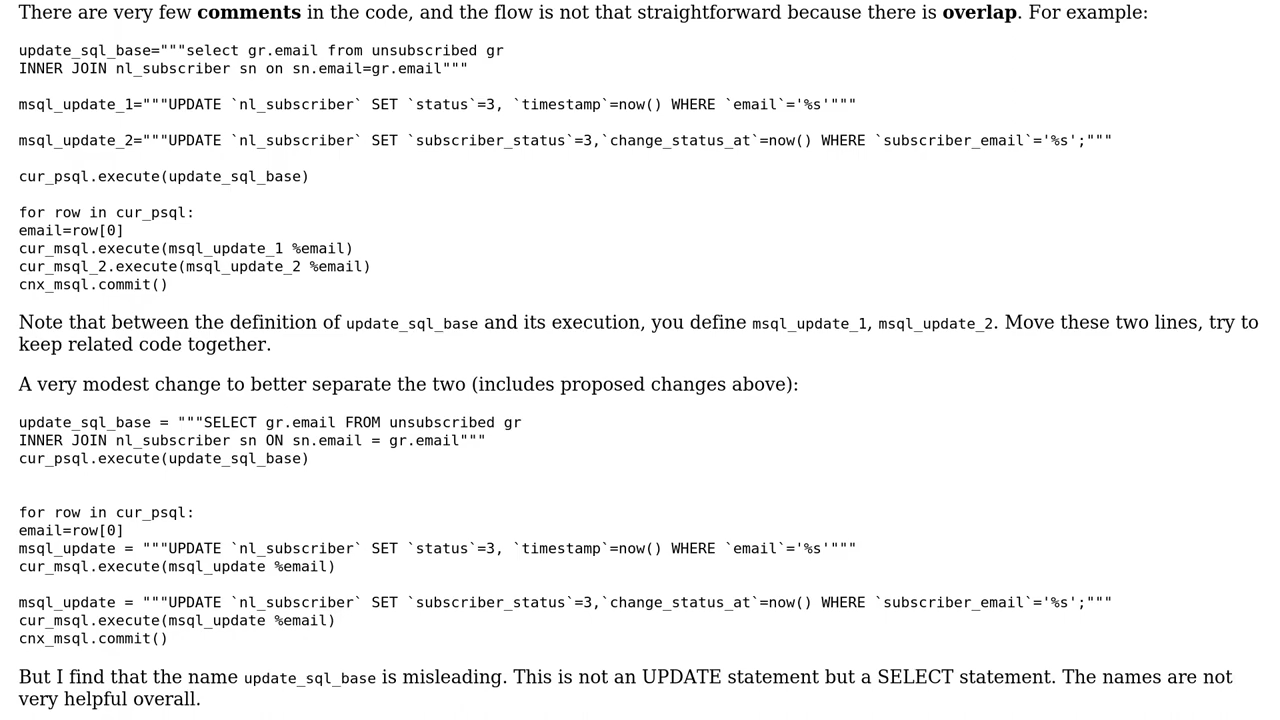 There are very few comments in the code, and the flow is not that straightforward because there is overlap. For example:
update_sql_base="""select gr.email from unsubscribed gr
INNER JOIN nl_subscriber sn on sn.email=gr.email"""
msql_update_1="""UPDATE `nl_subscriber` SET `status`=3, `timestamp`=now() WHERE `email`='%s'"""
msql_update_2="""UPDATE `nl_subscriber` SET `subscriber_status`=3,`change_status_at`=now() WHERE `subscriber_email`='%s';"""
cur_psql.execute(update_sql_base)
for row in cur_psql:
email=row[0]
cur_msql.execute(msql_update_1 %email)
cur_msql_2.execute(msql_update_2 %email)
cnx_msql.commit()
Note that between the definition of update_sql_base and its execution, you define msql_update_1, msql_update_2. Move these two lines, try to
keep related code together.
A very modest change to better separate the two (includes proposed changes above):
update_sql_base = """SELECT gr.email FROM unsubscribed gr
INNER JOIN nl_subscriber sn ON sn.email = gr.email"""
cur_psql.execute(update_sql_base)
for row in cur_psql:
email=row[0]
msql_update = """UPDATE `nl_subscriber` SET `status`=3, `timestamp`=now() WHERE `email`='%s'"""
cur_msql.execute(msql_update %email)
msql_update = """UPDATE `nl_subscriber` SET `subscriber_status`=3,`change_status_at`=now() WHERE `subscriber_email`='%s';"""
cur_msql.execute(msql_update %email)
cnx_msql.commit()
But I find that the name update_sql_base is misleading. This is not an UPDATE statement but a SELECT statement. The names are not
very helpful overall.